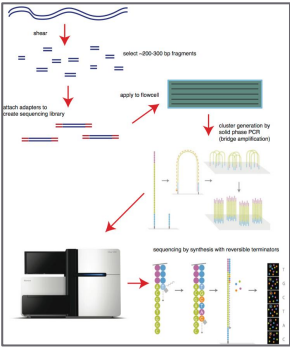 shear
select ~200-300 bp fragments
attach adapters to
create sequencing library
apply to flowcell
cluster generation by
solid phase PCR
(bridge amplification)
sequencing by synthesis with reversible terminators